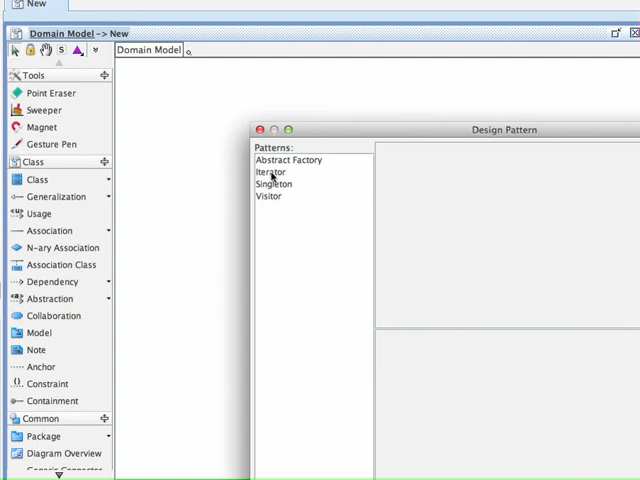 New
Domain Model -> New
S
Domain Model
Tools
Point Eraser
Sweeper
Magnet
Gesture Pen
Class
Class
Generalization
Usage
Association
N-ary Association
Association Class
Dependency
Abstraction
Collaboration
Model
Note
Anchor
Constraint
Containment
Common
Package
Diagram Overview
Generic Connector
Design Pattern
Patterns:
Abstract Factory
Iterator
Singleton
Visitor